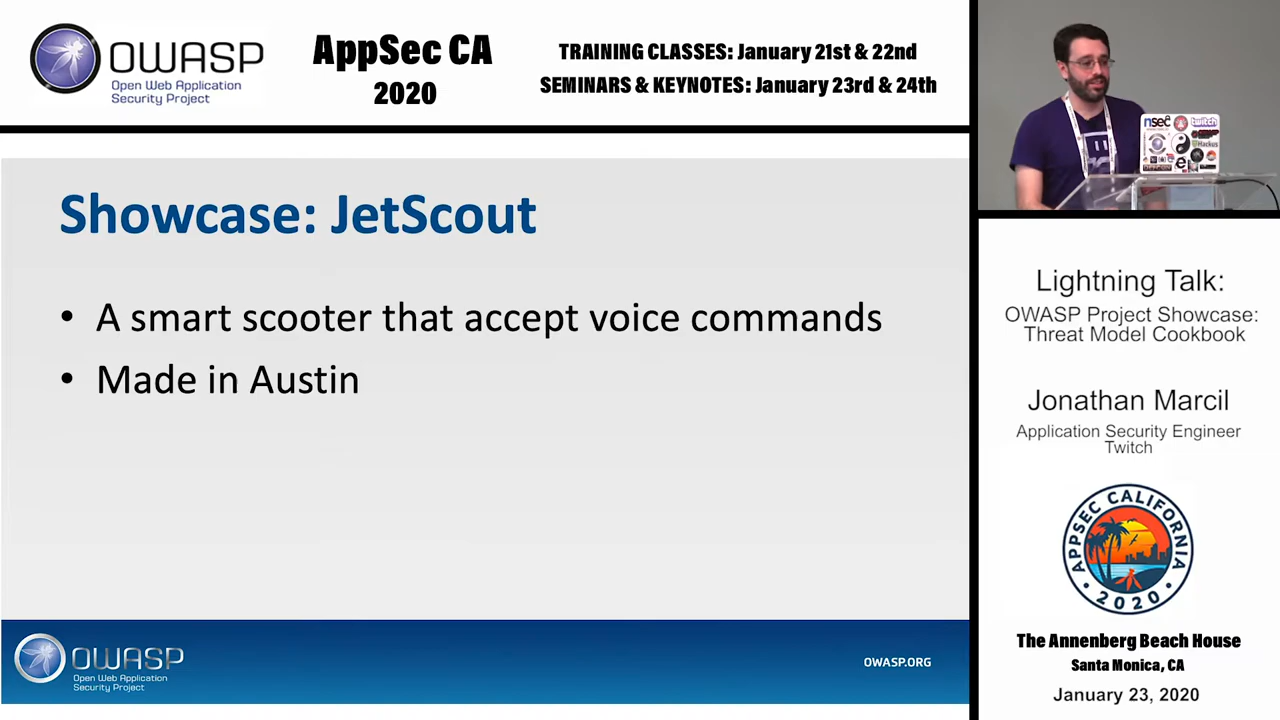 OWASP
Open Web Application
Security Project
AppSec CA
2020
TRAINING CLASSES: January 21st & 22nd
SEMINARS & KEYNOTES: January 23rd & 24th
Showcase: JetScout
• A smart scooter that accept voice commands
• Made in Austin
OWASP
Open Web Application
Security Project
OWASP.ORG
nsec
twitch
Hackus
Lightning Talk:
OWASP Project Showcase:
Threat Model Cookbook
Jonathan Marcil
Application Security Engineer
Twitch
APPSEC CALIFORNIA
• 2020 •
The Annenberg Beach House
Santa Monica, CA
January 23, 2020